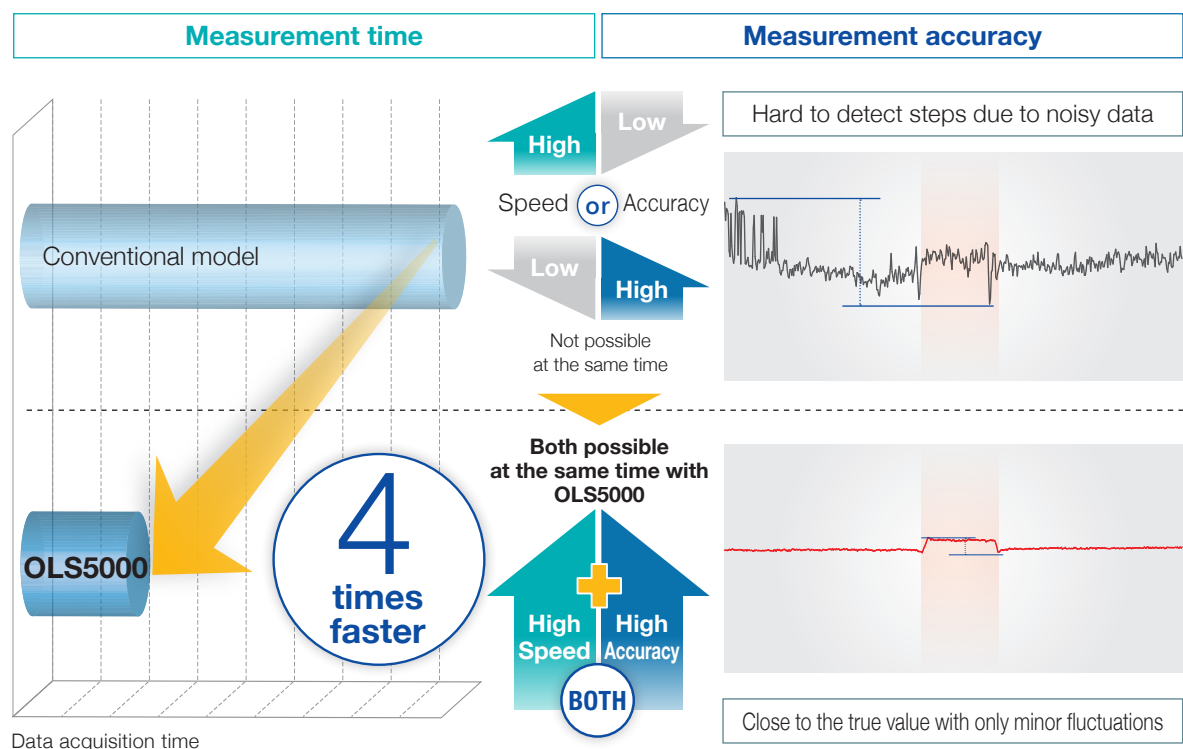 Measurement time
Measurement accuracy
Conventional model
High
Low
Speed or Accuracy
Low
High
Not possible
at the same time
Hard to detect steps due to noisy data
OLS5000
4
times
faster
Both possible
at the same time with
OLS5000
High
Speed
High
Accuracy
BOTH
Close to the true value with only minor fluctuations
Data acquisition time